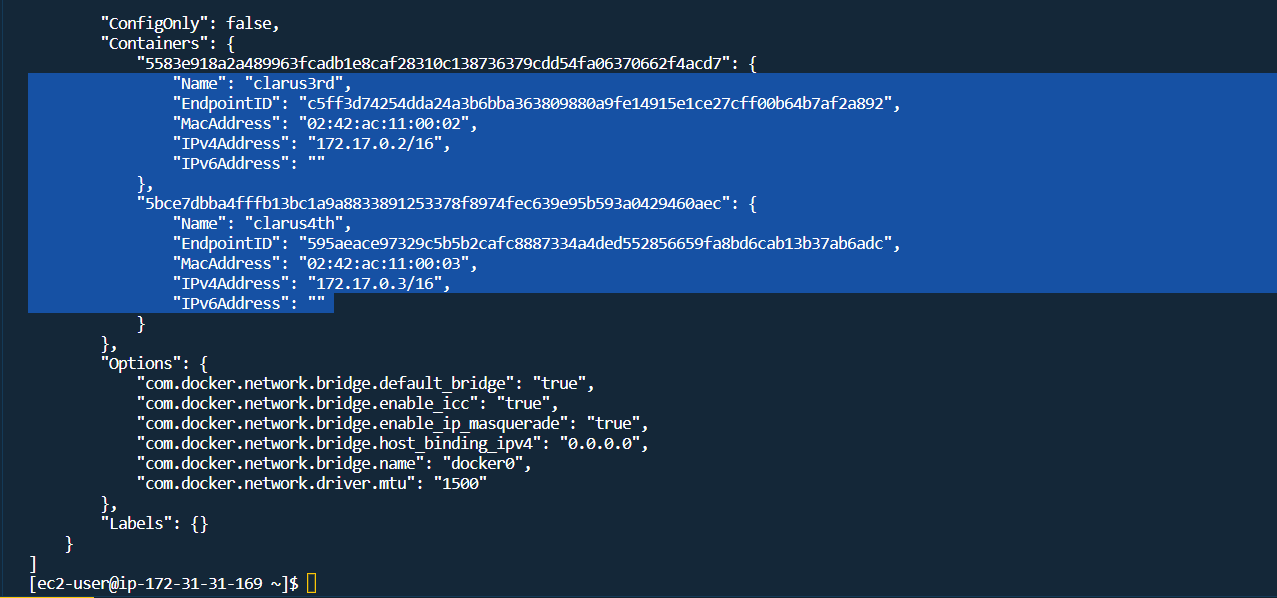 "ConfigOnly": false,
"Containers": {
"5583e918a2a489963fcadb1e8caf28310c138736379cdd54fa06370662f4acd7": {
"Name": "clarus3rd",
"EndpointID": "c5ff3d74254dda24a3b6bba363809880a9fe14915e1ce27cff00b64b7af2a892",
"MacAddress": "02:42:ac:11:00:02",
"IPv4Address": "172.17.0.2/16",
"IPv6Address": ""
},
"5bce7dbba4fffb13bc1a9a8833891253378f8974fec639e95b593a0429460aec": {
"Name": "clarus4th",
"EndpointID": "595aeace97329c5b5b2cafc8887334a4ded552856659fa8bd6cab13b37ab6adc",
"MacAddress": "02:42:ac:11:00:03",
"IPv4Address": "172.17.0.3/16",
"IPv6Address": ""
}
},
"Options": {
"com.docker.network.bridge.default_bridge": "true",
"com.docker.network.bridge.enable_icc": "true",
"com.docker.network.bridge.enable_ip_masquerade": "true",
"com.docker.network.bridge.host_binding_ipv4": "0.0.0.0",
"com.docker.network.bridge.name": "docker0",
"com.docker.network.driver.mtu": "1500"
},
"Labels": {}
}
]
[ec2-user@ip-172-31-31-169 ~]$